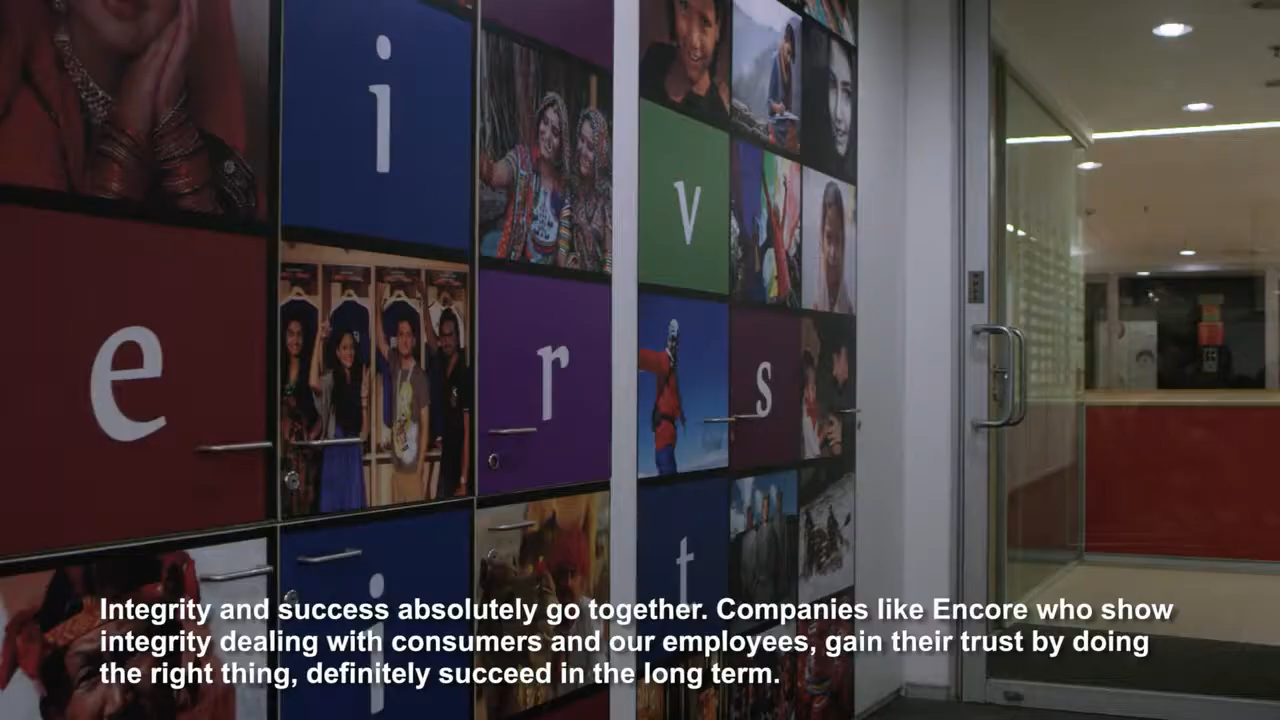 i
v
e
r
s
i
t
Integrity and success absolutely go together. Companies like Encore who show
integrity dealing with consumers and our employees, gain their trust by doing
the right thing, definitely succeed in the long term.